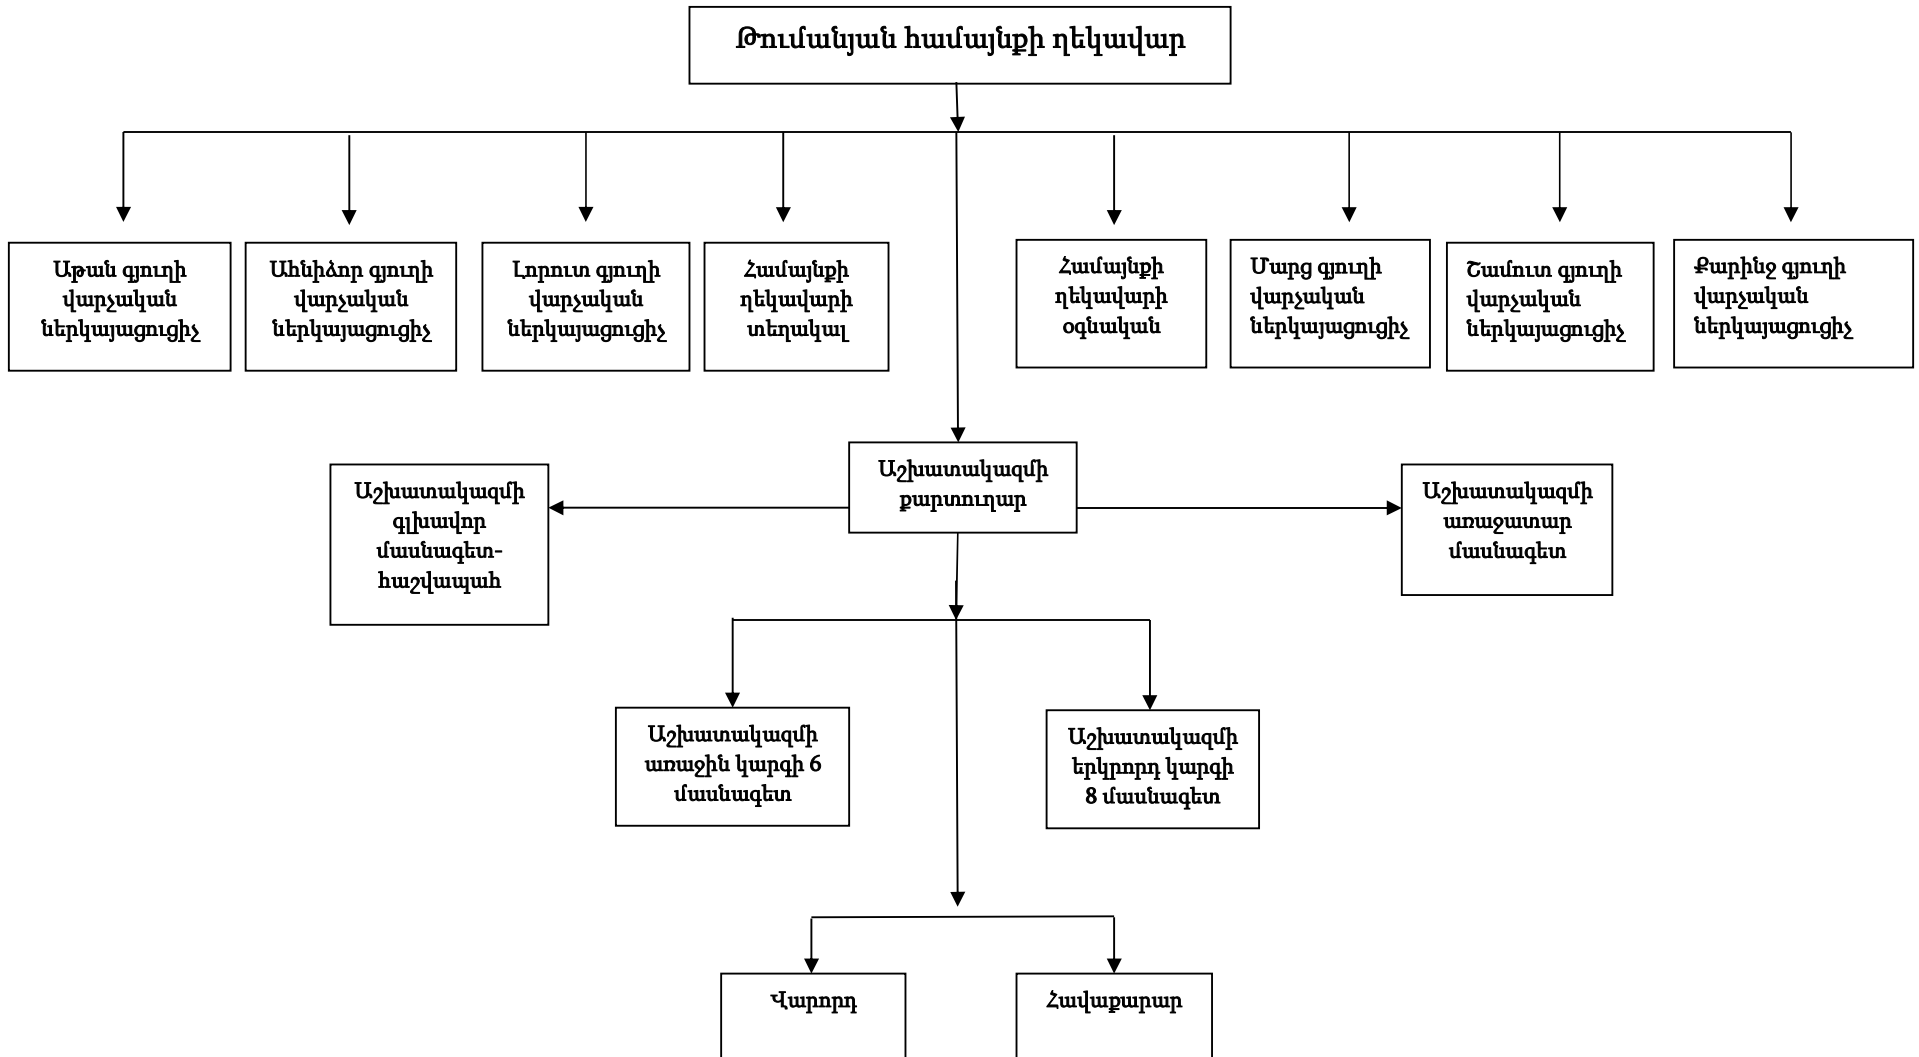 Թումանյան համայնքի ղեկավար
Աթան գյուղի
վարչական
ներկայացուցիչ
Ահնիձոր գյուղի
վարչական
ներկայացուցիչ
Լորուտ գյուղի
վարչական
ներկայացուցիչ
Համայնքի
ղեկավարի
տեղակալ
Համայնքի
ղեկավարի
օգնական
Մարց գյուղի
վարչական
ներկայացուցիչ
Շամուտ գյուղի
վարչական
ներկայացուցիչ
Քարինջ գյուղի
վարչական
ներկայացուցիչ
Աշխատակազմի
քարտուղար
Աշխատակազմի
գլխավոր
մասնագետ-
հաշվապահ
Աշխատակազմի
առաջատար
մասնագետ
Աշխատակազմի
առաջին կարգի 6
մասնագետ
Աշխատակազմի
երկրորդ կարգի
8 մասնագետ
Վարորդ
Հավաքարար